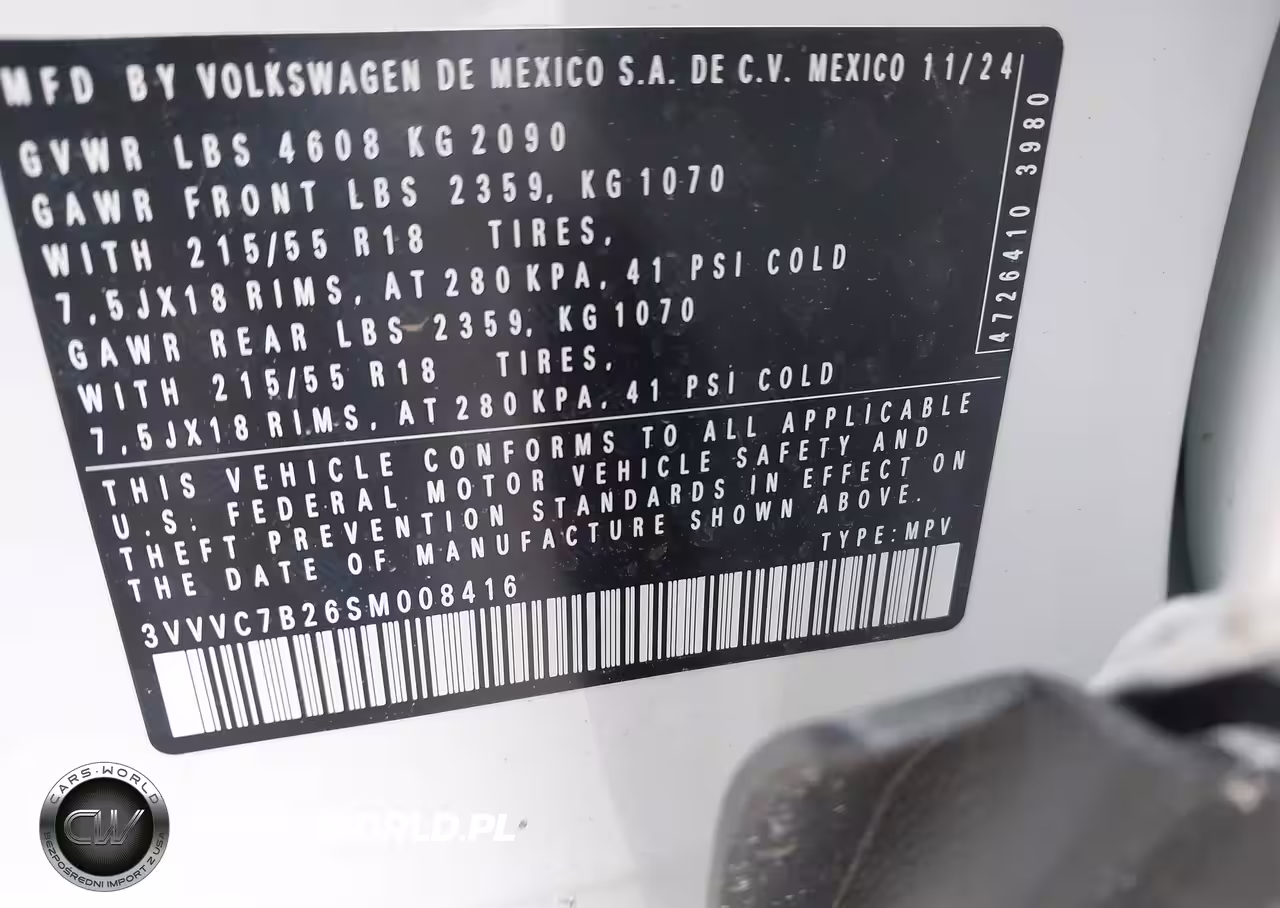 MFD BY VOLKSWAGEN DE MEXICO S.A. DE C.V. MEXICO 11/24
GVWR LBS 4608 KG 2090
GAWR FRONT LBS 2359, KG 1070
WITH 215/55 R18 TIRES,
7,5JX18 RIMS, AT 280 KPA, 41 PSI COLD
GAWR REAR LBS 2359, KG 1070
WITH 215/55 R18 TIRES,
7,5JX18 RIMS, AT 280 KPA, 41 PSI COLD
4726410 3980
THIS VEHICLE CONFORMS TO ALL APPLICABLE
U.S. FEDERAL MOTOR VEHICLE SAFETY AND
THEFT PREVENTION STANDARDS IN EFFECT ON
THE DATE OF MANUFACTURE SHOWN ABOVE.
TYPE: MPV
3VVVC7B26SM008416
CARS-WORLD
CW
BEZPOŚREDNI IMPORT Z USA
WORLD.PL